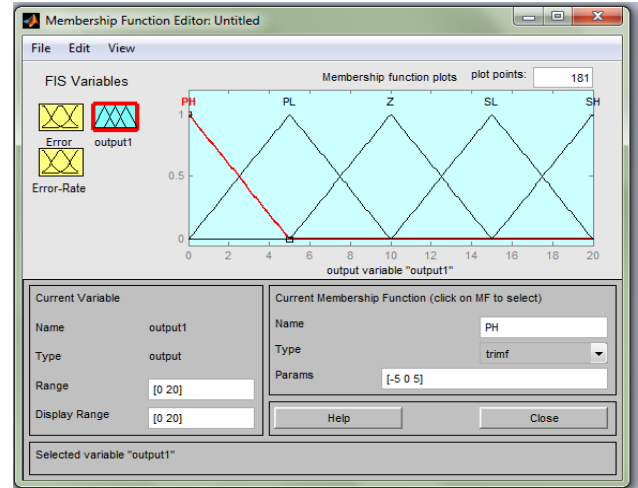 Membership Function Editor: Untitled
File Edit View
FIS Variables
Membership function plots plot points: 181
PH PL Z SL SH
1
Error output1
0.5
Error-Rate
0
0 2 4 6 8 10 12 14 16 18 20
output variable "output1"
Current Variable
Name output1
Type output
Range [0 20]
Display Range [0 20]
Current Membership Function (click on MF to select)
Name PH
Type trimf
Params [-5 0 5]
Help Close
Selected variable "output1"